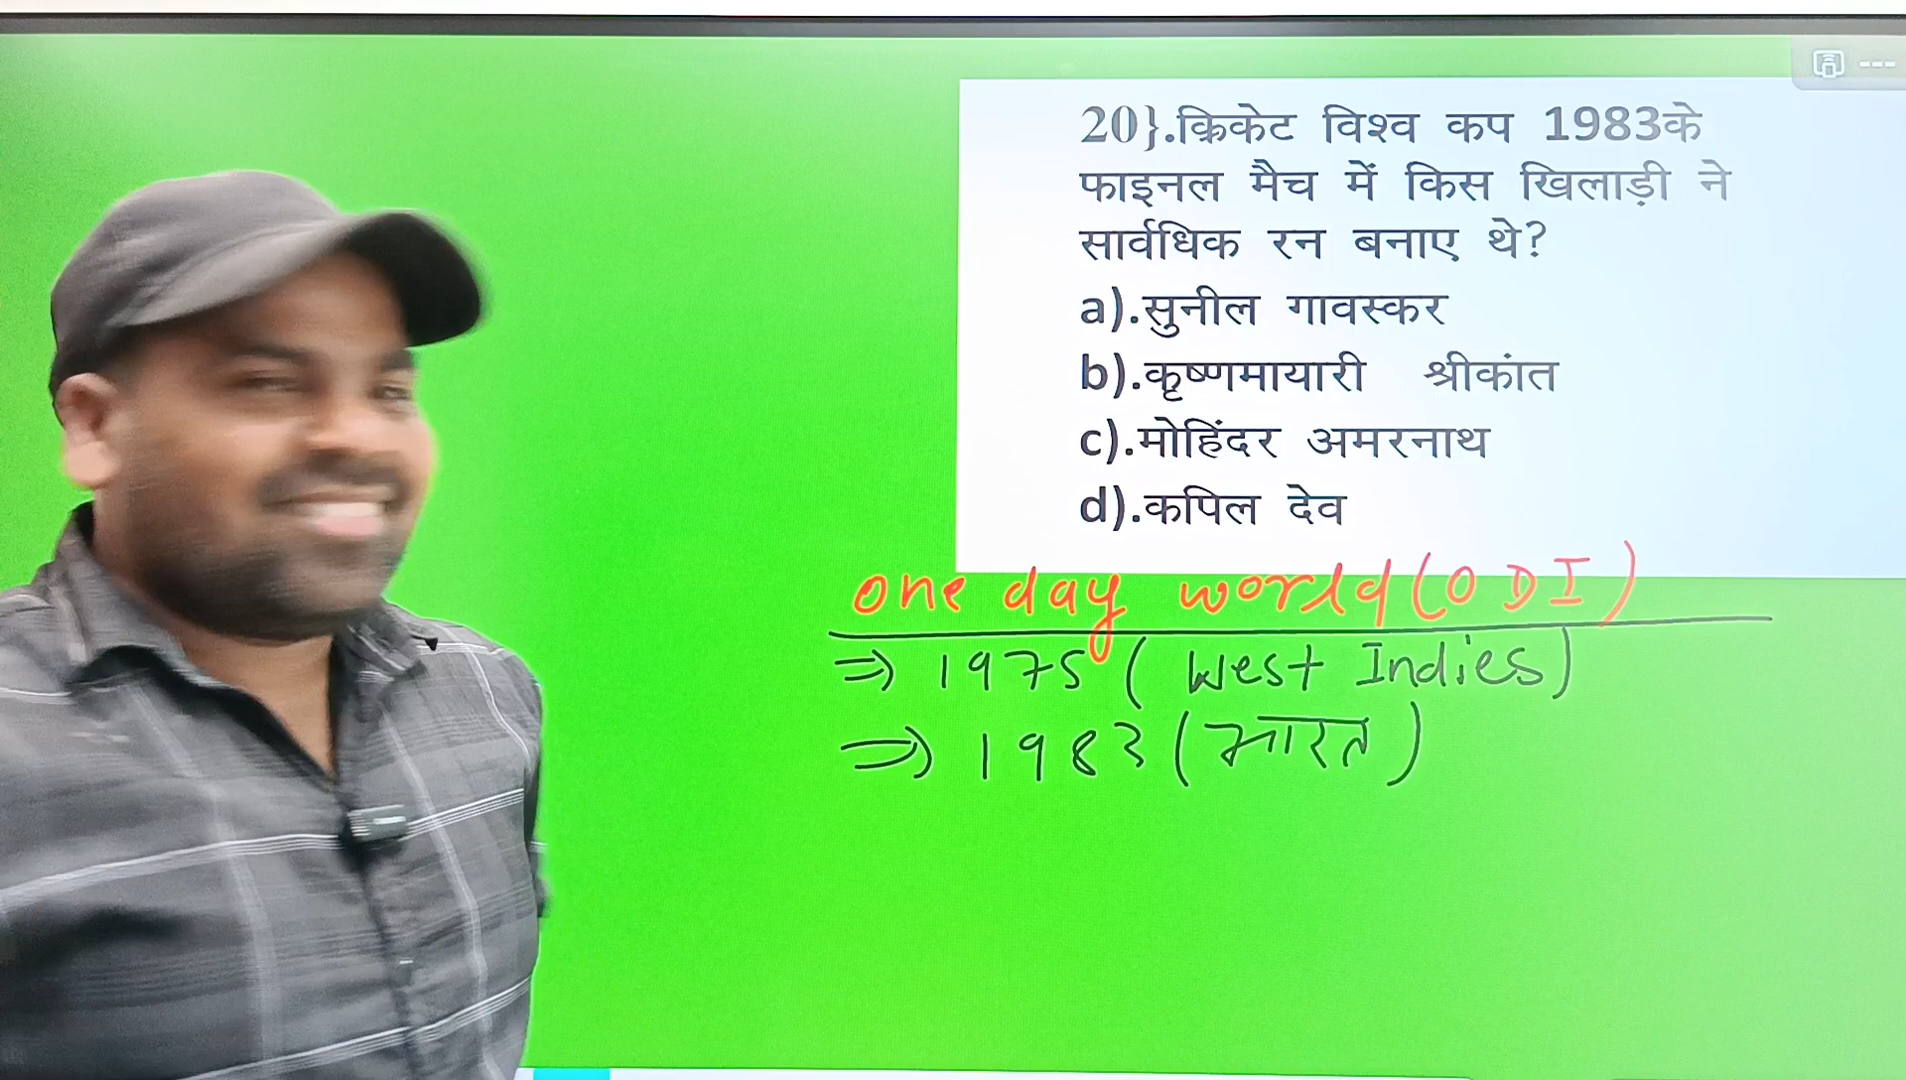 20}.क्रिकेट विश्व कप 1983के
फाइनल मैच में किस खिलाड़ी ने
सार्वधिक रन बनाए थे?
a).सुनील गावस्कर
b).कृष्णमायारी श्रीकांत
c).मोहिंदर अमरनाथ
d).कपिल देव
one day world (ODI)
⇒ 1975 (West Indies)
⇒ 1983 (भारत)